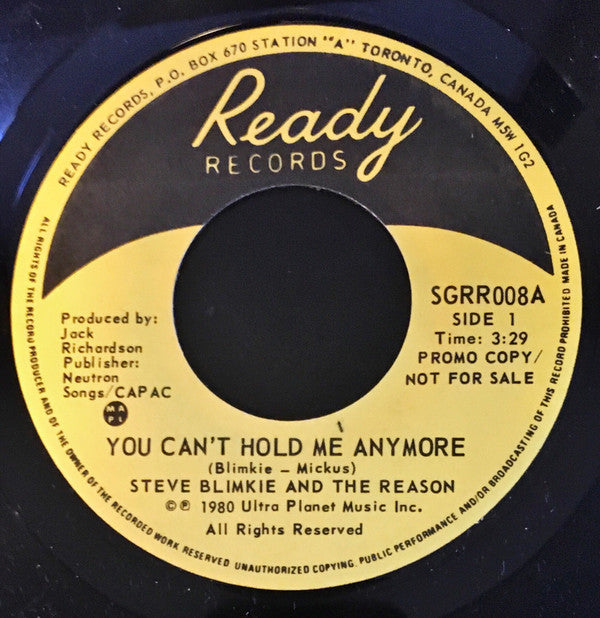 READY RECORDS, P.O. BOX 670 STATION "A" TORONTO, CANADA M5W 1G2
Ready
RECORDS
SGRR008A
SIDE 1
Time: 3:29
PROMO COPY/
NOT FOR SALE
Produced by:
Jack
Richardson
Publisher:
Neutron
Songs/CAPAC
MA
PL
YOU CAN'T HOLD ME ANYMORE
(Blimkie - Mickus)
STEVE BLIMKIE AND THE REASON
©℗ 1980 Ultra Planet Music Inc.
All Rights Reserved
ALL RIGHTS OF THE RECORD PRODUCER AND OF THE OWNER OF THE RECORDED WORK RESERVED UNAUTHORIZED COPYING, PUBLIC PERFORMANCE AND/OR BROADCASTING OF THIS RECORD PROHIBITED MADE IN CANADA